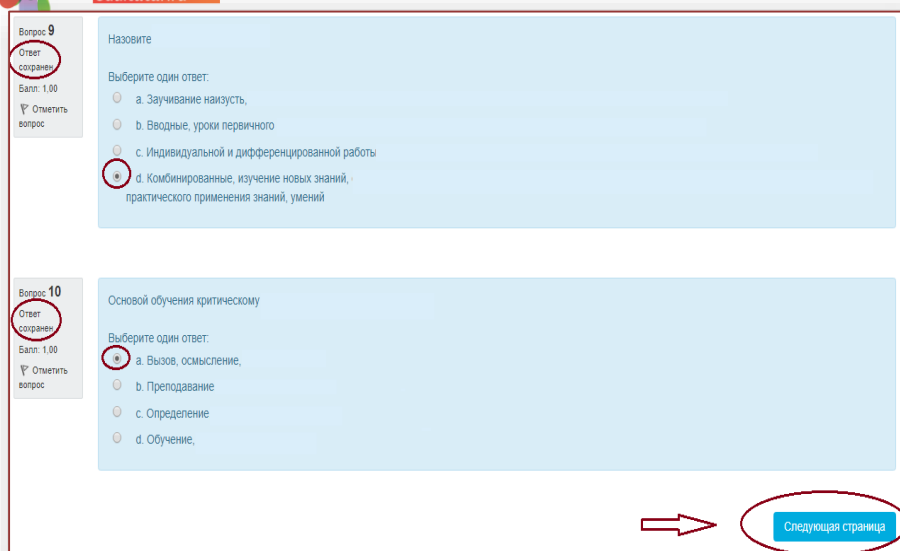 Вопрос 9
Ответ
сохранен
Балл: 1,00
Отметить
вопрос
Назовите
Выберите один ответ:
a. Заучивание наизусть,
b. Вводные, уроки первичного
c. Индивидуальной и дифференцированной работы
d. Комбинированные, изучение новых знаний,
практического применения знаний, умений
Вопрос 10
Ответ
сохранен
Балл: 1,00
Отметить
вопрос
Основой обучения критическому
Выберите один ответ:
a. Вызов, осмысление,
b. Преподавание
c. Определение
d. Обучение,
Следующая страница